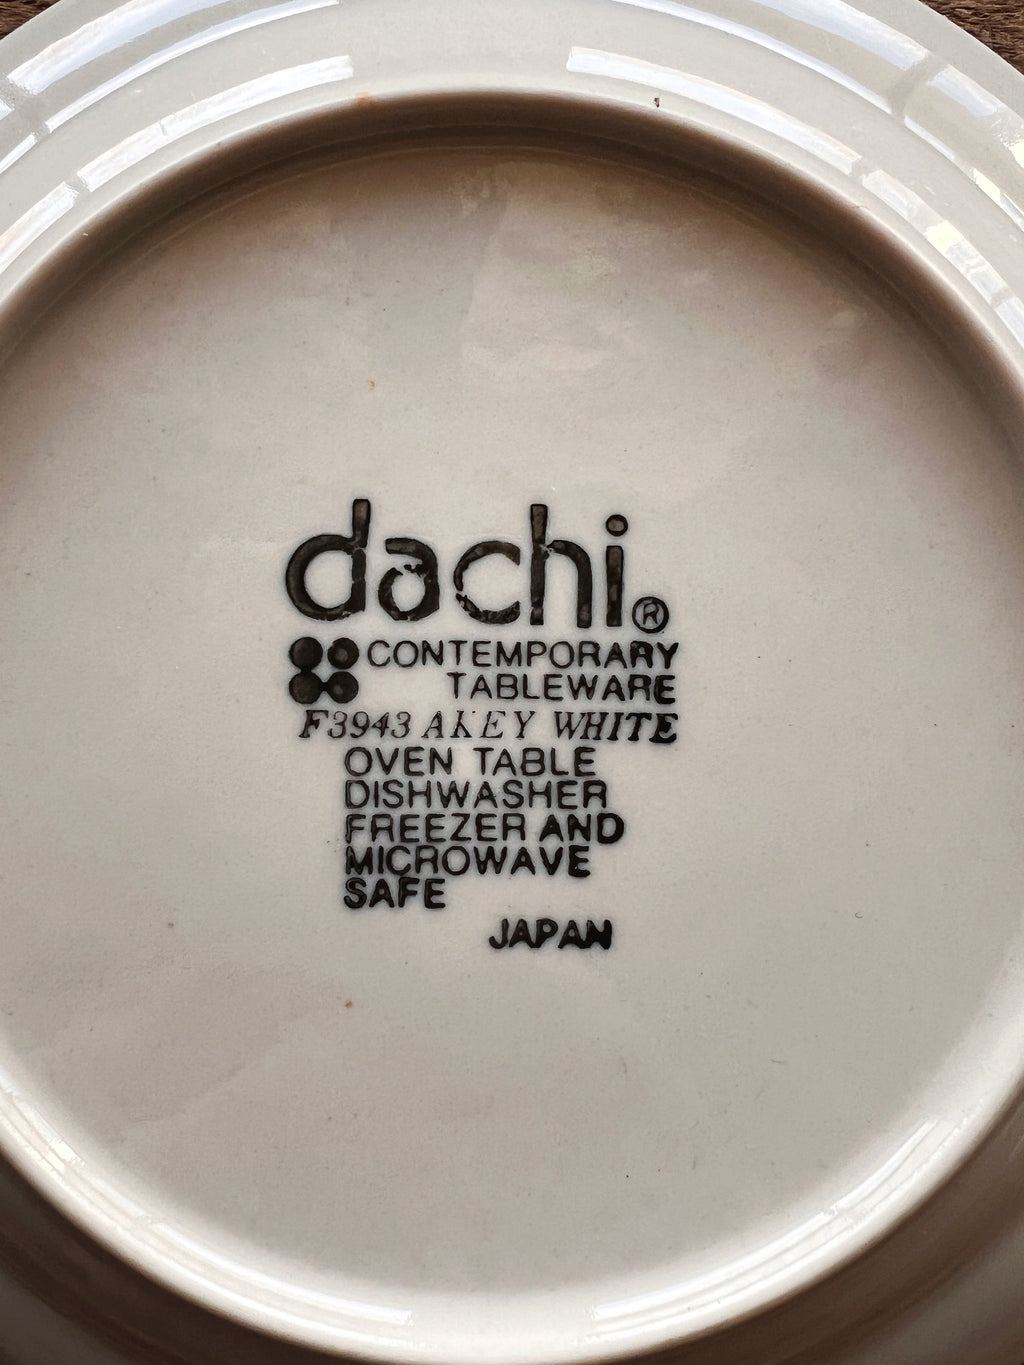 dachi®
CONTEMPORARY
TABLEWARE
F3943 AKEY WHITE
OVEN TABLE
DISHWASHER
FREEZER AND
MICROWAVE
SAFE
JAPAN